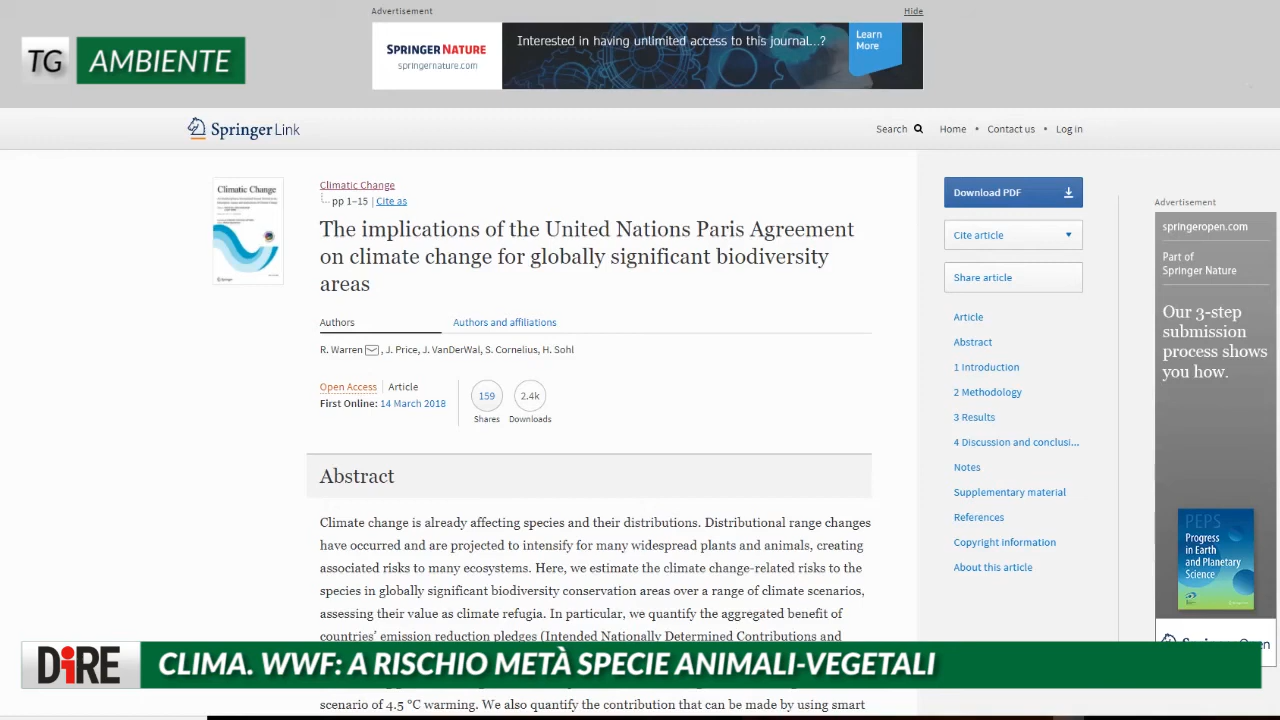 Advertisement
Hide
TG AMBIENTE
SPRINGER NATURE
springernature.com
Interested in having unlimited access to this journal...?
Learn
More
Springer Link
Search
Home • Contact us • Log in
Climatic Change
Climatic Change
pp 1–15 | Cite as
The implications of the United Nations Paris Agreement
on climate change for globally significant biodiversity
areas
Authors
Authors and affiliations
R. Warren, J. Price, J. VanDerWal, S. Cornelius, H. Sohl
Open Access | Article
First Online: 14 March 2018
159
Shares
2.4k
Downloads
Abstract
Climate change is already affecting species and their distributions. Distributional range changes
have occurred and are projected to intensify for many widespread plants and animals, creating
associated risks to many ecosystems. Here, we estimate the climate change-related risks to the
species in globally significant biodiversity conservation areas over a range of climate scenarios,
assessing their value as climate refugia. In particular, we quantify the aggregated benefit of
countries' emission reduction pledges (Intended Nationally Determined Contributions and
scenario of 4.5 °C warming. We also quantify the contribution that can be made by using smart
Download PDF
Cite article
Share article
Article
Abstract
1 Introduction
2 Methodology
3 Results
4 Discussion and conclusi...
Notes
Supplementary material
References
Copyright information
About this article
Advertisement
springeropen.com
Part of
Springer Nature
Our 3-step
submission
process shows
you how.
PEPS
Progress
in Earth
and Planetary
Science
DiRE
CLIMA. WWF: A RISCHIO METÀ SPECIE ANIMALI-VEGETALI